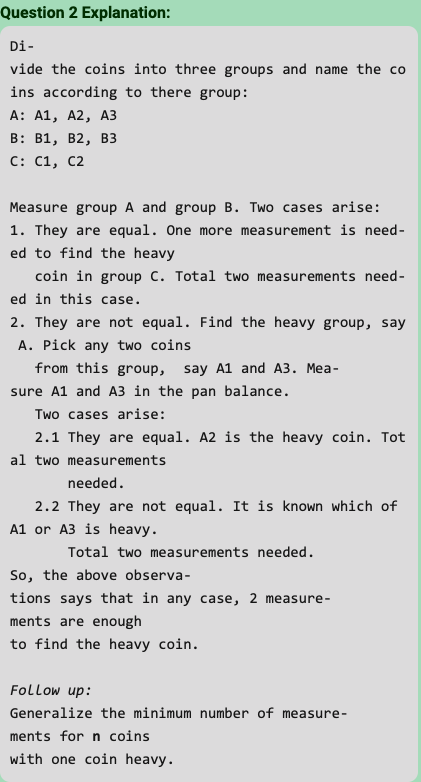 Question 2 Explanation:
Di-
vide the coins into three groups and name the co
ins according to there group:
A: A1, A2, A3
B: B1, B2, B3
C: C1, C2
Measure group A and group B. Two cases arise:
1. They are equal. One more measurement is need-
ed to find the heavy
coin in group C. Total two measurements need-
ed in this case.
2. They are not equal. Find the heavy group, say
A. Pick any two coins
from this group,  say A1 and A3. Mea-
sure A1 and A3 in the pan balance.
Two cases arise:
2.1 They are equal. A2 is the heavy coin. Tot
al two measurements
needed.
2.2 They are not equal. It is known which of
A1 or A3 is heavy.
Total two measurements needed.
So, the above observa-
tions says that in any case, 2 measure-
ments are enough
to find the heavy coin.
Follow up:
Generalize the minimum number of measure-
ments for n coins
with one coin heavy.